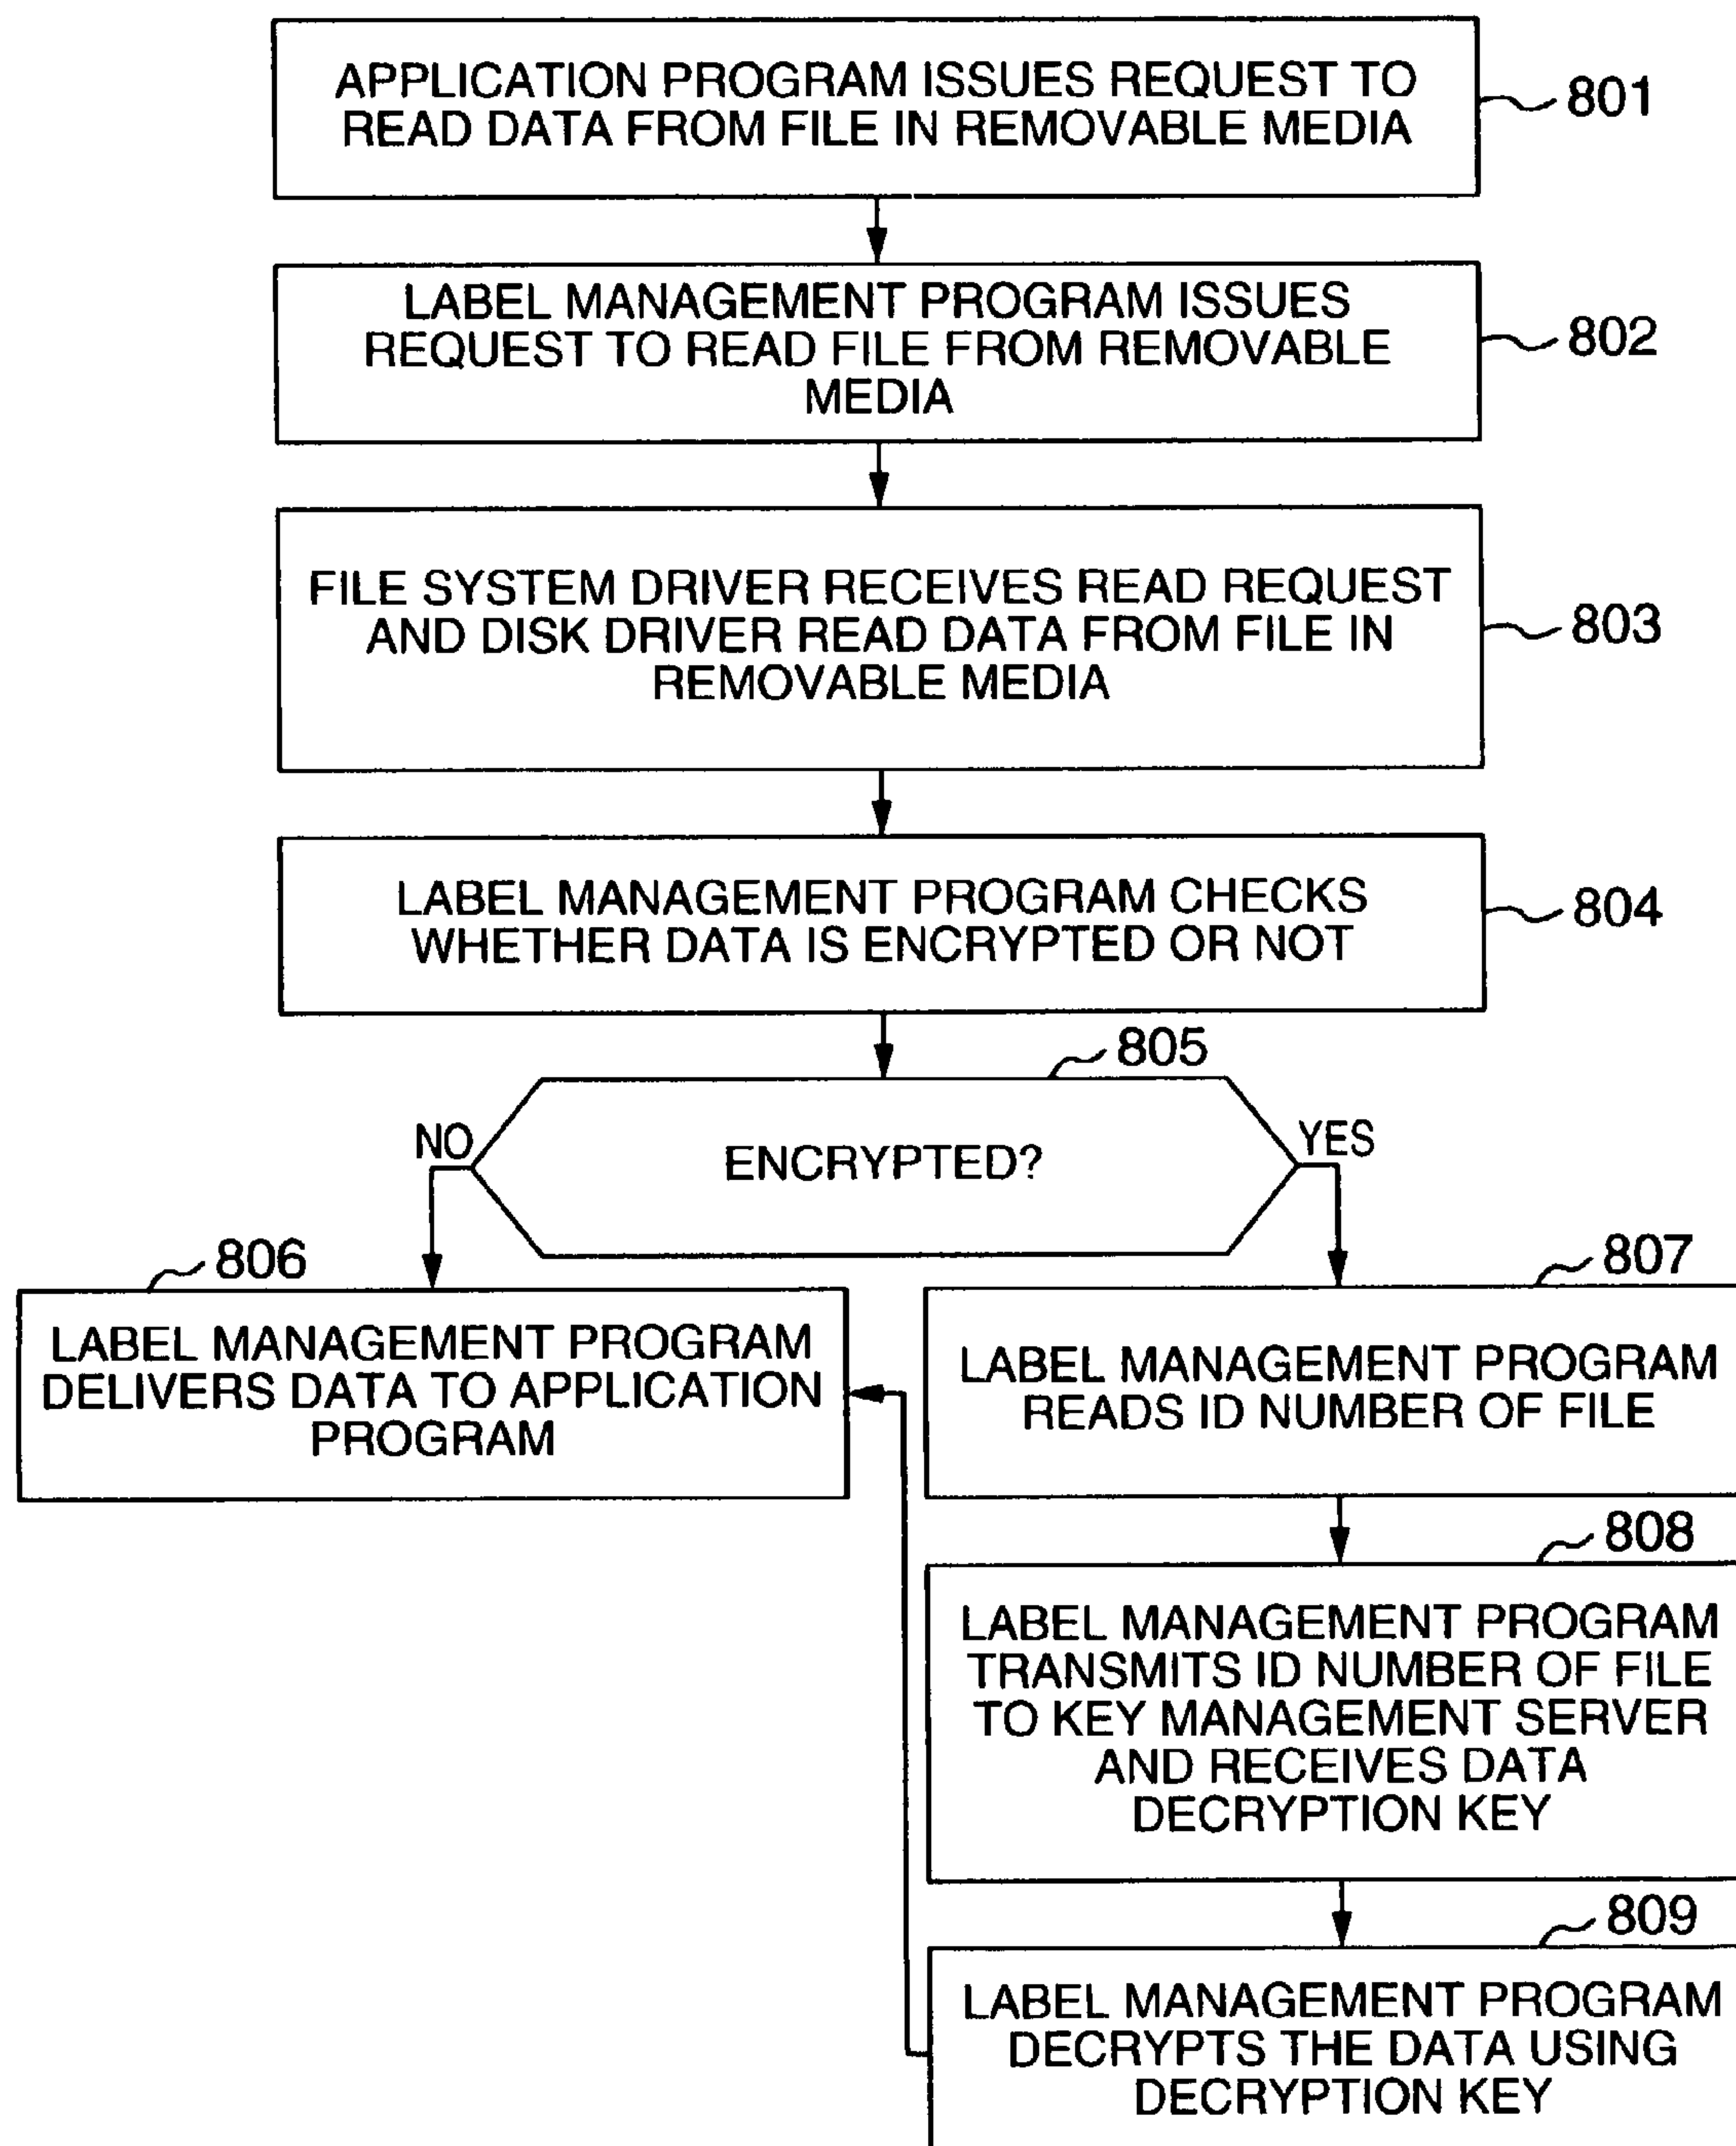 APPLICATION PROGRAM ISSUES REQUEST TO
READ DATA FROM FILE IN REMOVABLE MEDIA
801
LABEL MANAGEMENT PROGRAM ISSUES
REQUEST TO READ FILE FROM REMOVABLE
MEDIA
802
FILE SYSTEM DRIVER RECEIVES READ REQUEST
AND DISK DRIVER READ DATA FROM FILE IN
REMOVABLE MEDIA
803
LABEL MANAGEMENT PROGRAM CHECKS
WHETHER DATA IS ENCRYPTED OR NOT
804
805
NO
ENCRYPTED?
YES
806
LABEL MANAGEMENT PROGRAM
DELIVERS DATA TO APPLICATION
PROGRAM
807
LABEL MANAGEMENT PROGRAM
READS ID NUMBER OF FILE
808
LABEL MANAGEMENT PROGRAM
TRANSMITS ID NUMBER OF FILE
TO KEY MANAGEMENT SERVER
AND RECEIVES DATA
DECRYPTION KEY
809
LABEL MANAGEMENT PROGRAM
DECRYPTS THE DATA USING
DECRYPTION KEY